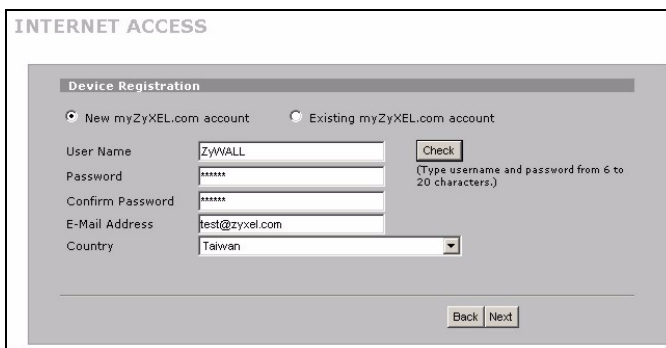 INTERNET ACCESS
Device Registration
New myZyXEL.com account Existing myZyXEL.com account
User Name ZyWALL Check
(Type username and password from 6 to
20 characters.)
Password ******
Confirm Password ******
E-Mail Address test@zyxel.com
Country Taiwan
Back Next